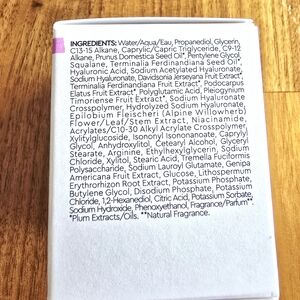 INGREDIENTS: Water/Aqua/Eau, Propanediol, Glycerin,
C13-15 Alkane, Caprylic/Capric Triglyceride, C9-12
Alkane, Prunus Domestica Seed Oil*, Pentylene Glycol,
Squalane, Terminalia Ferdinandiana Seed Oil*,
Hyaluronic Acid, Sodium Acetylated Hyaluronate,
Sodium Hyaluronate, Davidsonia Jerseyana Fruit Extract*,
Terminalia Ferdinandiana Fruit Extract*, Podocarpus
Elatus Fruit Extract*, Polyglutamic Acid, Pleiogynium
Timoriense Fruit Extract*, Sodium Hyaluronate
Crosspolymer, Hydrolyzed Sodium Hyaluronate,
Epilobium Fleischeri (Alpine Willowherb)
Flower/Leaf/Stem Extract, Niacinamide,
Acrylates/C10-30 Alkyl Acrylate Crosspolymer,
Xylitylglucoside, Isononyl Isononanoate, Caprylyl
Glycol, Anhydroxylitol, Cetearyl Alcohol, Glyceryl
Stearate, Arginine, Ethylhexylglycerin, Sodium
Chloride, Xylitol, Stearic Acid, Tremella Fuciformis
Polysaccharide, Sodium Lauroyl Glutamate, Genipa
Americana Fruit Extract, Glucose, Lithospermum
Erythrorhizon Root Extract, Disodium Phosphate,
Butylene Glycol, Disodium Phosphate, Potassium
Chloride, 1,2-Hexanediol, Citric Acid, Potassium Sorbate,
Sodium Hydroxide, Phenoxyethanol, Fragrance/Parfum**.
*Plum Extracts/Oils. **Natural Fragrance.